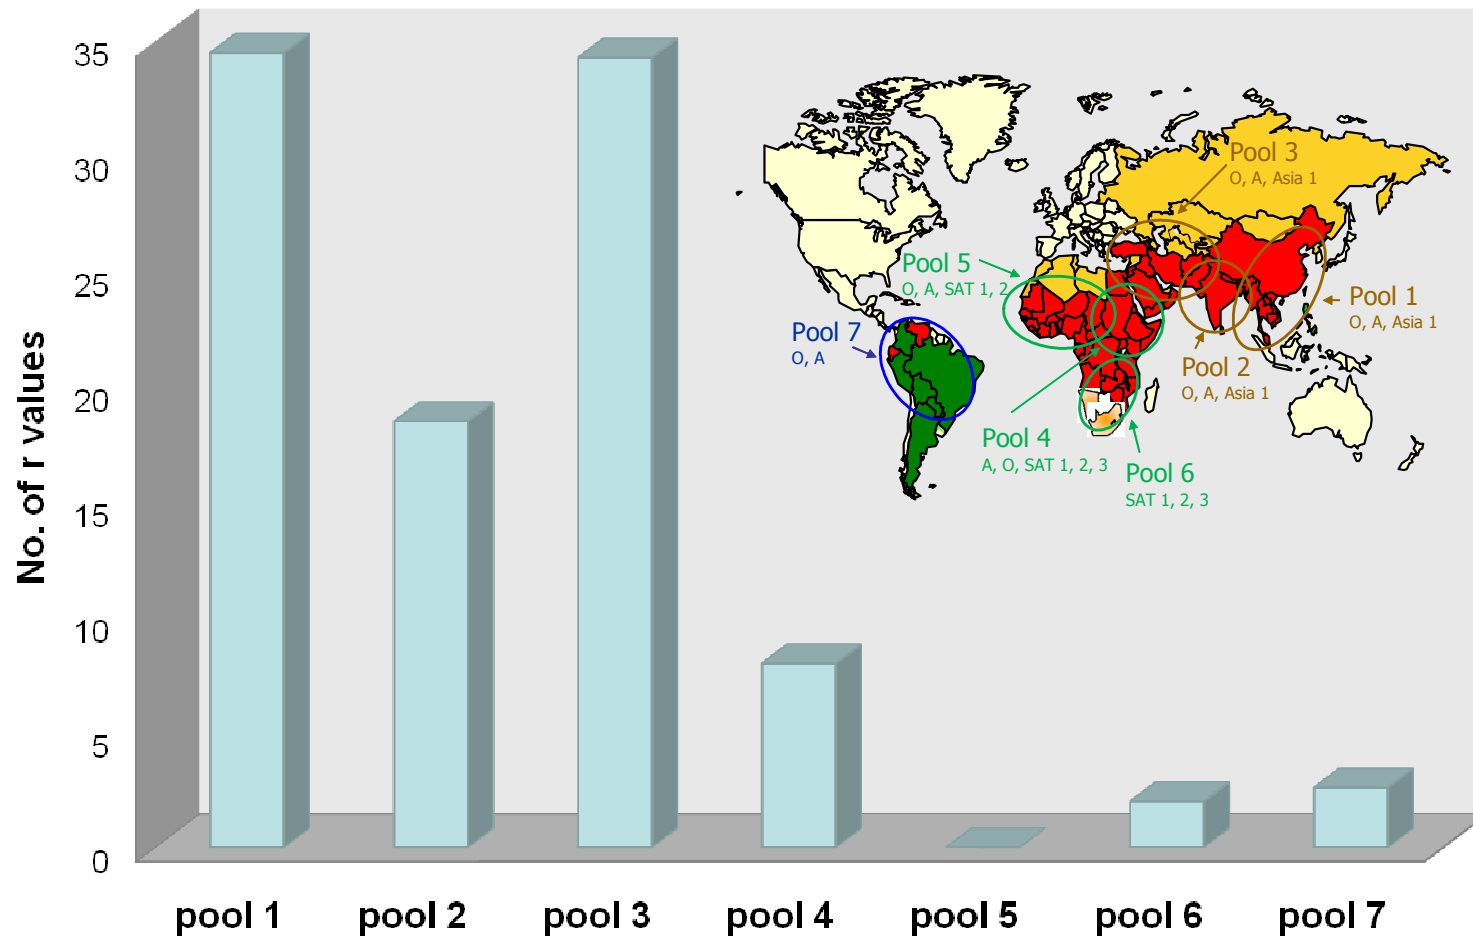 No. of r values
35
30
25
20
15
10
5
0
pool 1
pool 2
pool 3
pool 4
pool 5
pool 6
pool 7
Pool 3
O, A, Asia 1
Pool 5
O, A, SAT 1, 2
Pool 1
O, A, Asia 1
Pool 7
O, A
Pool 2
O, A, Asia 1
Pool 4
A, O, SAT 1, 2, 3
Pool 6
SAT 1, 2, 3